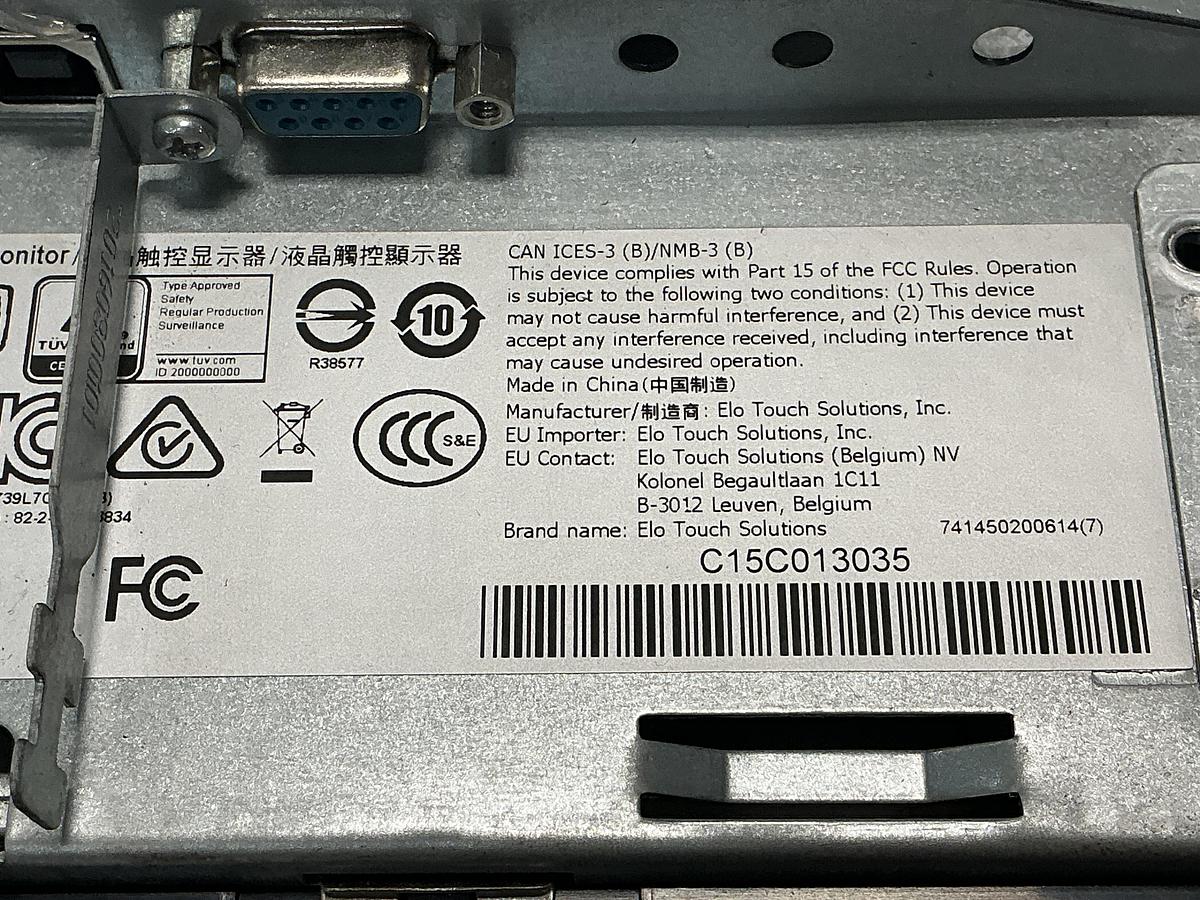 onitor/ 触控显示器/液晶觸控顯示器
Type Approved
Safety
Regular Production
Surveillance
www.tuv.com
ID 2000000000
TÜV
CE
R38577
10
S&E
FC
CAN ICES-3 (B)/NMB-3 (B)
This device complies with Part 15 of the FCC Rules. Operation
is subject to the following two conditions: (1) This device
may not cause harmful interference, and (2) This device must
accept any interference received, including interference that
may cause undesired operation.
Made in China(中国制造)
Manufacturer/制造商: Elo Touch Solutions, Inc.
EU Importer: Elo Touch Solutions, Inc.
EU Contact: Elo Touch Solutions (Belgium) NV
Kolonel Begaultlaan 1C11
B-3012 Leuven, Belgium
Brand name: Elo Touch Solutions
741450200614(7)
C15C013035